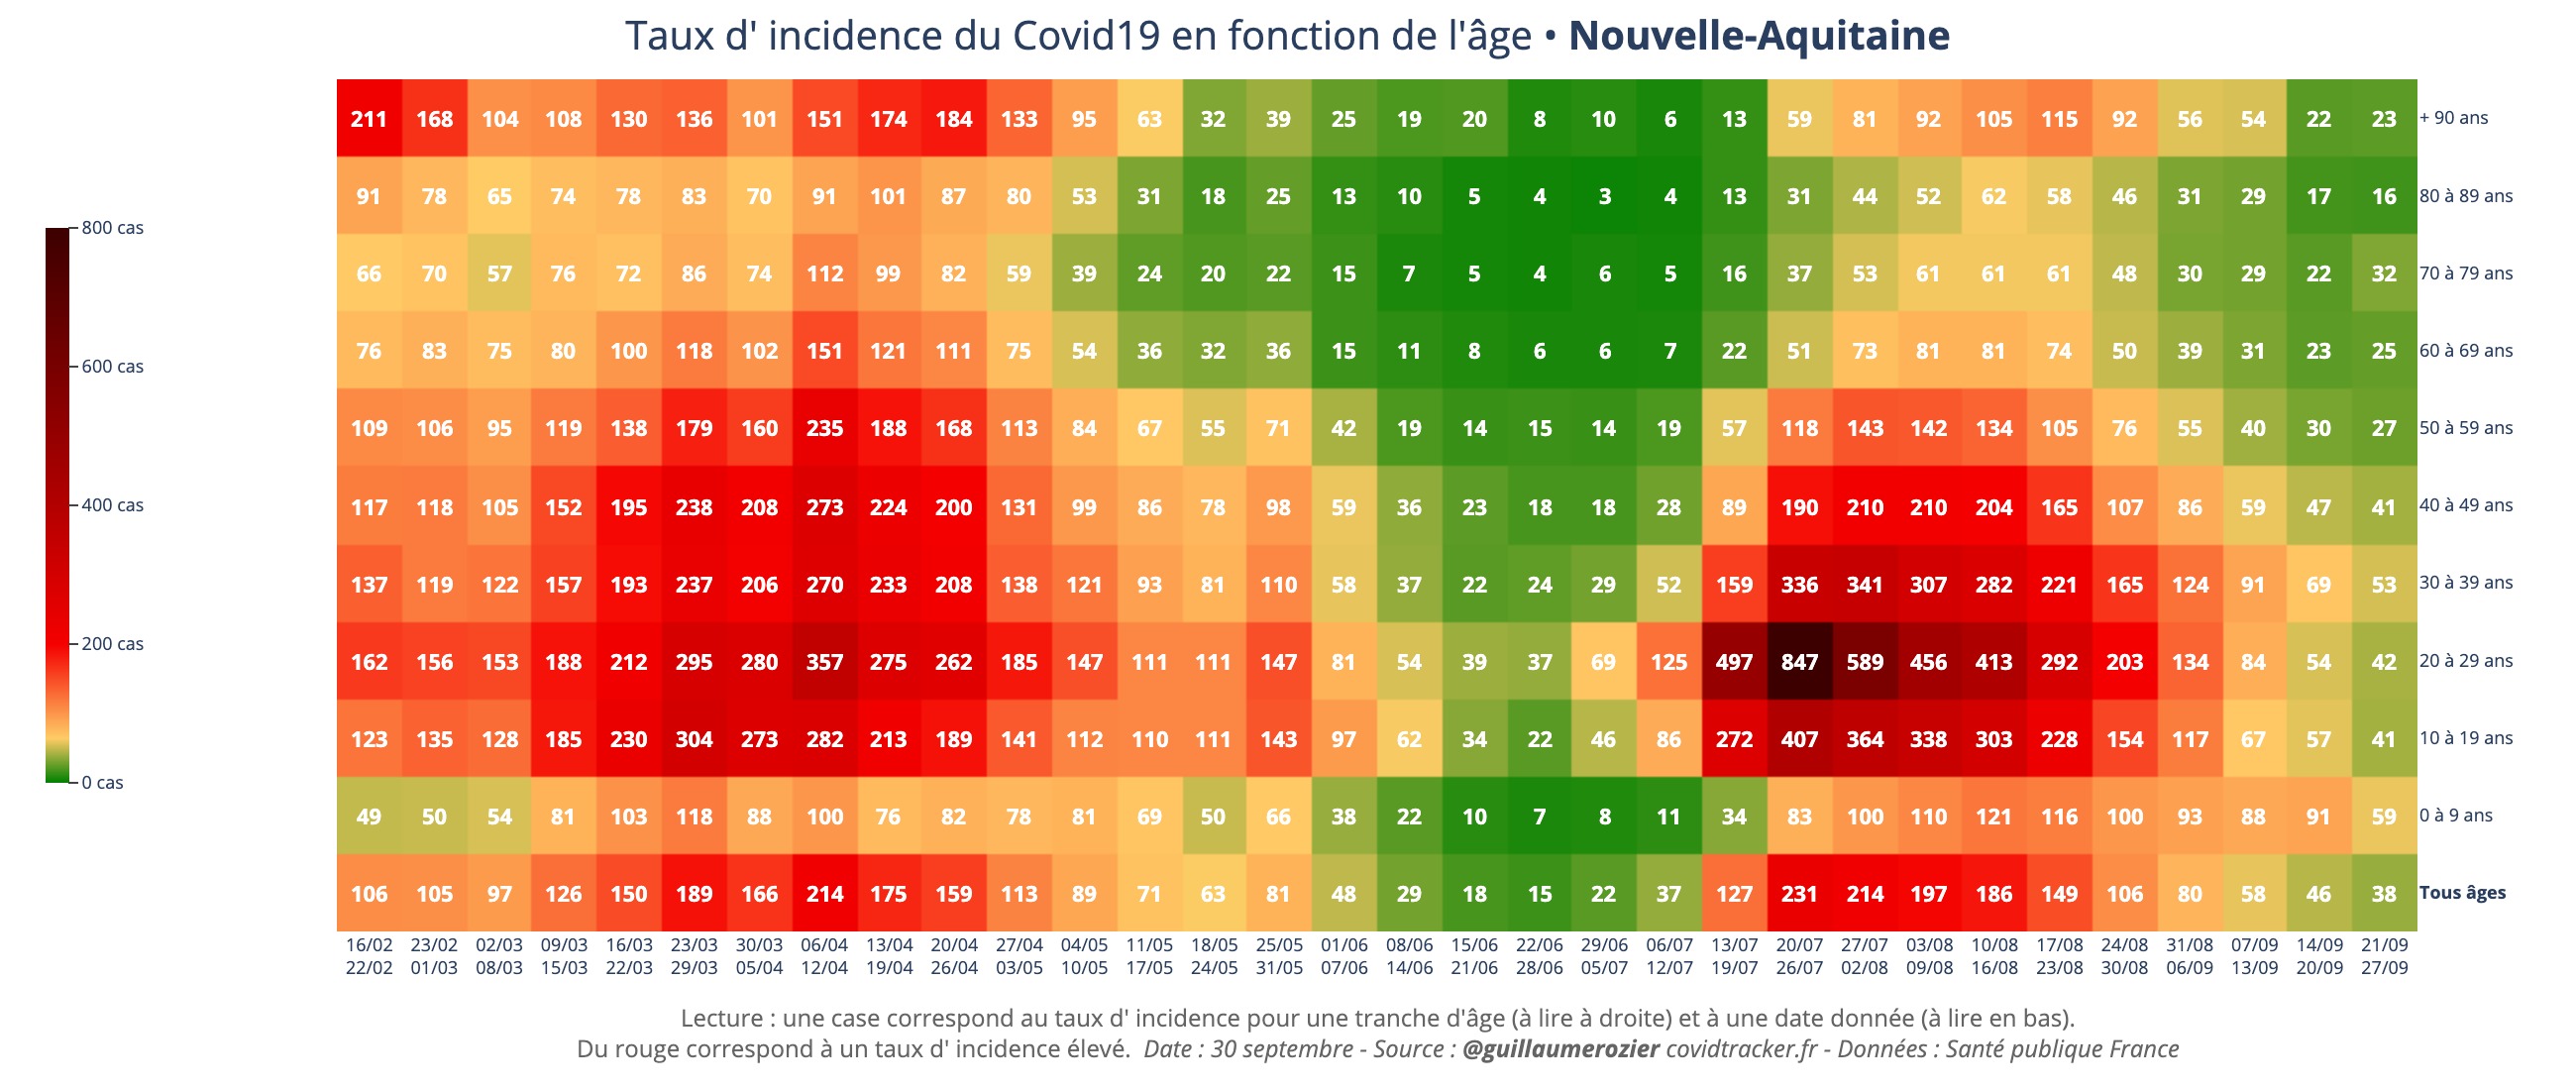 Taux d' incidence du Covid19 en fonction de l'âge • Nouvelle-Aquitaine
211 168 104 108 130 136 101 151 174 184 133 95 63 32 39 25 19 20 8 10 6 13 59 81 92 105 115 92 56 54 22 23 + 90 ans
91 78 65 74 78 83 70 91 101 87 80 53 31 18 25 13 10 5 4 3 4 13 31 44 52 62 58 46 31 29 17 16 80 à 89 ans
800 cas
66 70 57 76 72 86 74 112 99 82 59 39 24 20 22 15 7 5 4 6 5 16 37 53 61 61 61 48 30 29 22 32 70 à 79 ans
76 83 75 80 100 118 102 151 121 111 75 54 36 32 36 15 11 8 6 6 7 22 51 73 81 81 74 50 39 31 23 25 60 à 69 ans
600 cas
109 106 95 119 138 179 160 235 188 168 113 84 67 55 71 42 19 14 15 14 19 57 118 143 142 134 105 76 55 40 30 27 50 à 59 ans
400 cas
117 118 105 152 195 238 208 273 224 200 131 99 86 78 98 59 36 23 18 18 28 89 190 210 210 204 165 107 86 59 47 41 40 à 49 ans
137 119 122 157 193 237 206 270 233 208 138 121 93 81 110 58 37 22 24 29 52 159 336 341 307 282 221 165 124 91 69 53 30 à 39 ans
200 cas
162 156 153 188 212 295 280 357 275 262 185 147 111 111 147 81 54 39 37 69 125 497 847 589 456 413 292 203 134 84 54 42 20 à 29 ans
123 135 128 185 230 304 273 282 213 189 141 112 110 111 143 97 62 34 22 46 86 272 407 364 338 303 228 154 117 67 57 41 10 à 19 ans
0 cas
49 50 54 81 103 118 88 100 76 82 78 81 69 50 66 38 22 10 7 8 11 34 83 100 110 121 116 100 93 88 91 59 0 à 9 ans
106 105 97 126 150 189 166 214 175 159 113 89 71 63 81 48 29 18 15 22 37 127 231 214 197 186 149 106 80 58 46 38 Tous âges
16/02 23/02 02/03 09/03 16/03 23/03 30/03 06/04 13/04 20/04 27/04 04/05 11/05 18/05 25/05 01/06 08/06 15/06 22/06 29/06 06/07 13/07 20/07 27/07 03/08 10/08 17/08 24/08 31/08 07/09 14/09 21/09
22/02 01/03 08/03 15/03 22/03 29/03 05/04 12/04 19/04 26/04 03/05 10/05 17/05 24/05 31/05 07/06 14/06 21/06 28/06 05/07 12/07 19/07 26/07 02/08 09/08 16/08 23/08 30/08 06/09 13/09 20/09 27/09
Lecture : une case correspond au taux d' incidence pour une tranche d'âge (à lire à droite) et à une date donnée (à lire en bas).
Du rouge correspond à un taux d' incidence élevé. Date : 30 septembre - Source : @guillaumerozier covidtracker.fr - Données : Santé publique France